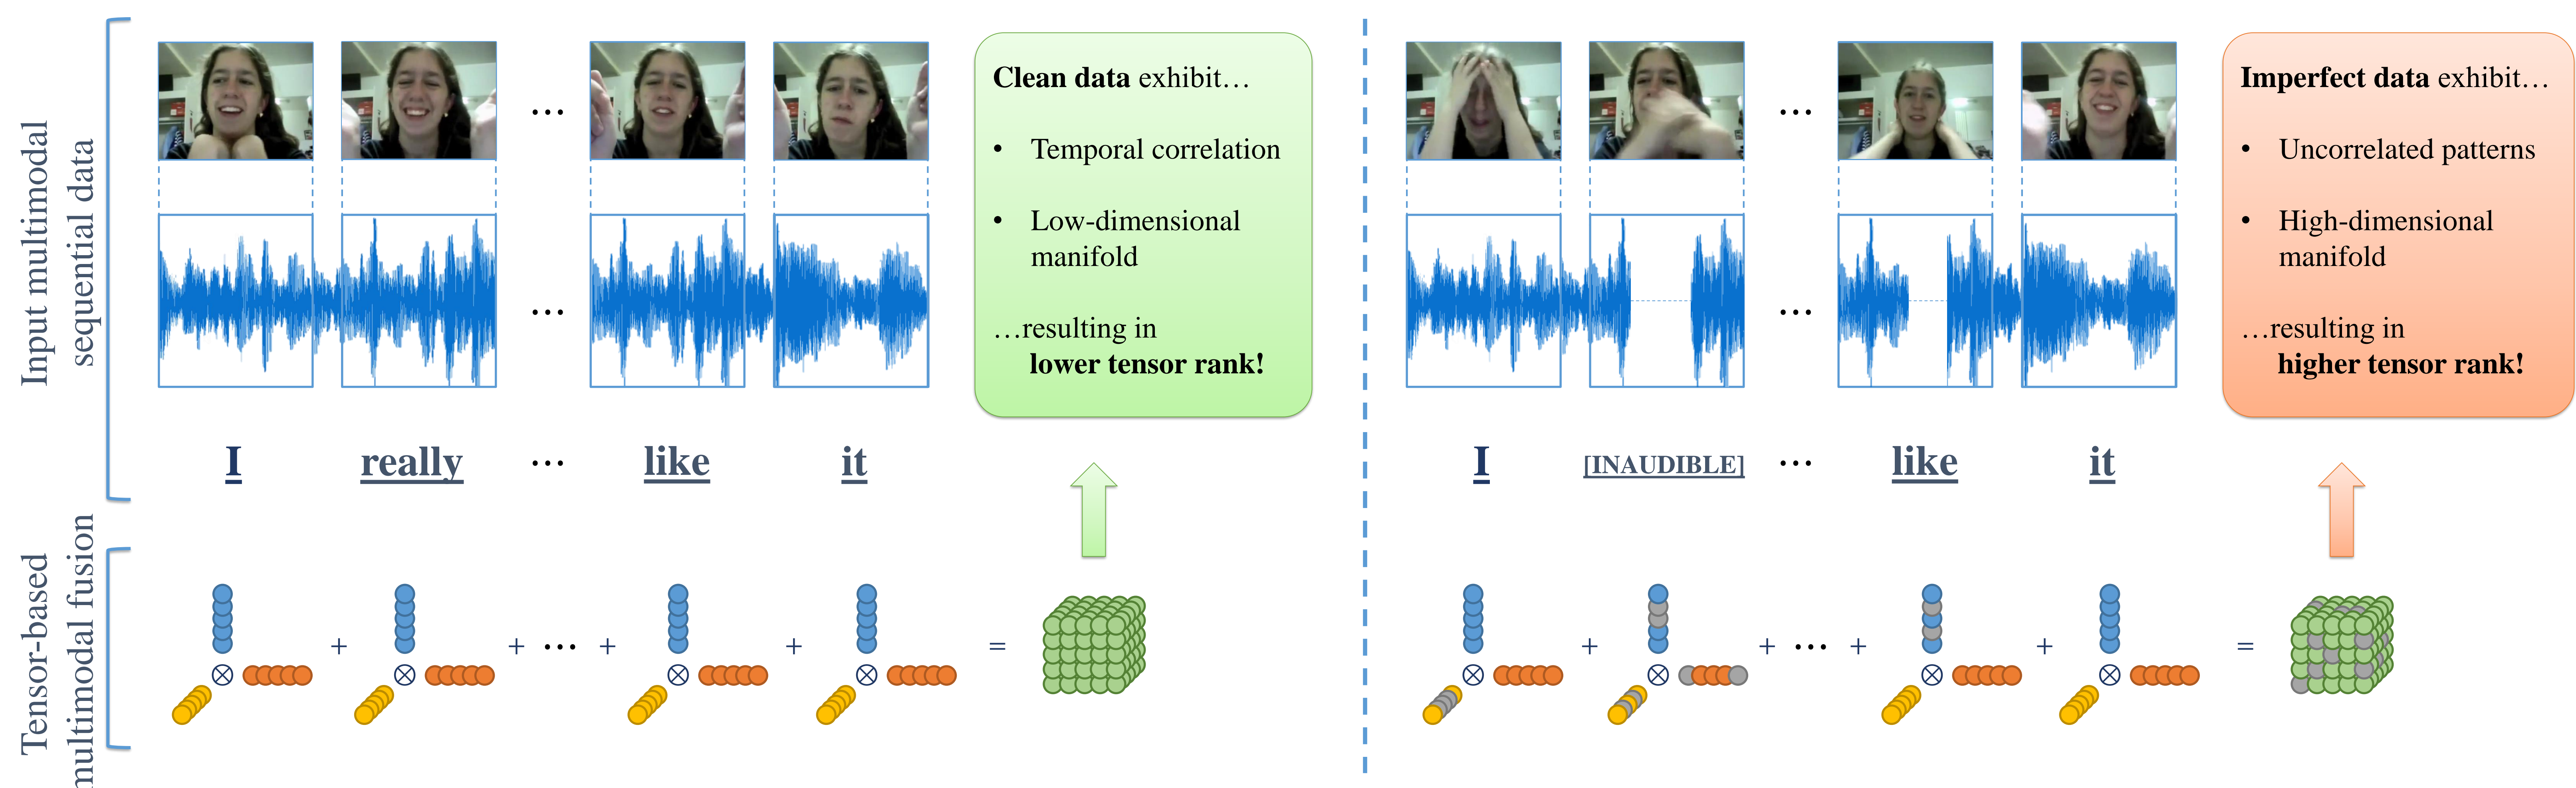 Input multimodal
sequential data
I
really
…
like
it
Clean data exhibit…
• Temporal correlation
• Low-dimensional
manifold
…resulting in
lower tensor rank!
I
[INAUDIBLE]
…
like
it
Imperfect data exhibit…
• Uncorrelated patterns
• High-dimensional
manifold
…resulting in
higher tensor rank!
Tensor-based
multimodal fusion
⊗ + ⊗ + … + ⊗ + ⊗ =
⊗ + ⊗ + … + ⊗ + ⊗ =